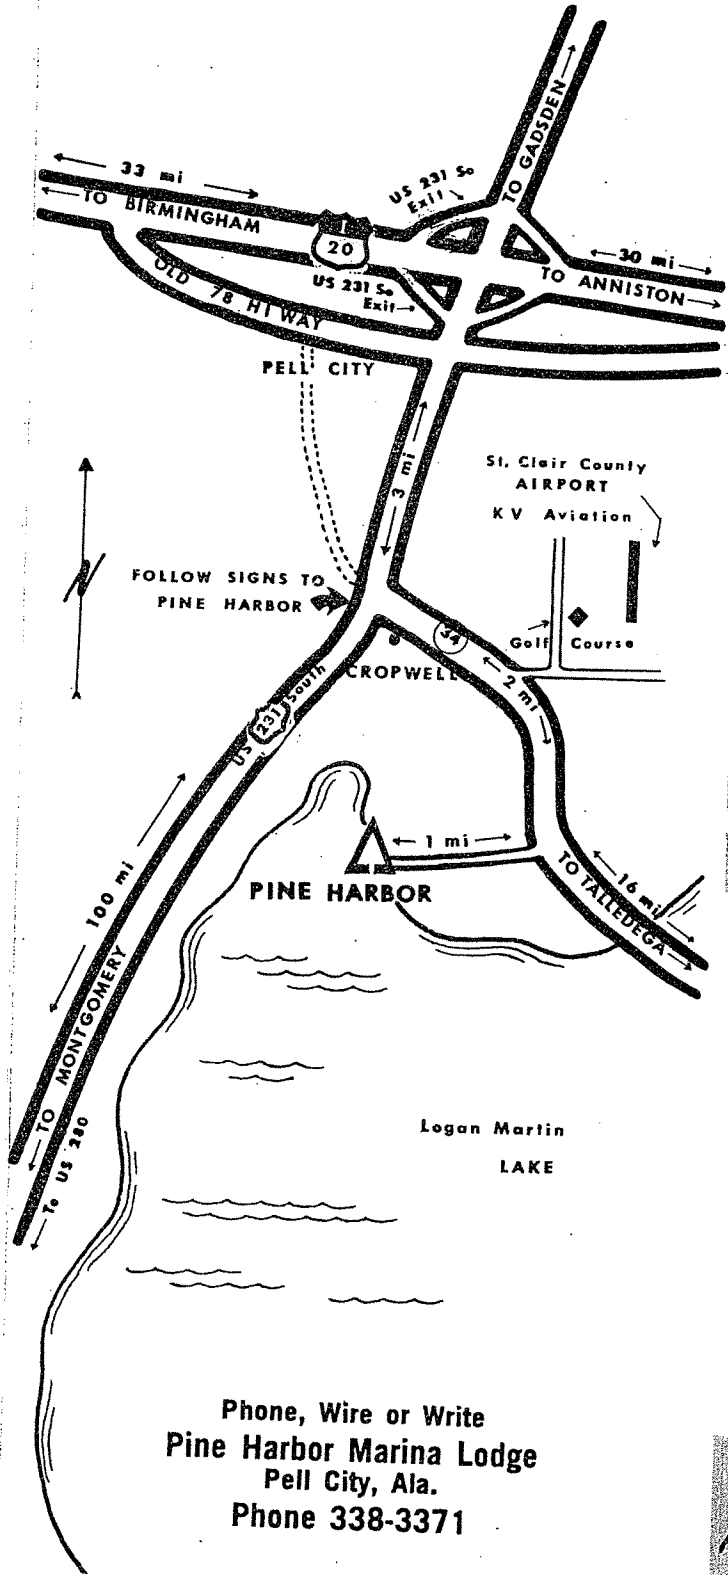 TO GADSDEN
33 mi
US 231 So
Exit
TO BIRMINGHAM
I
20
30 mi
TO ANNISTON
US 231 So
Exit
OLD 78 HIWAY
PELL CITY
3 mi
St. Clair County
AIRPORT
KV Aviation
FOLLOW SIGNS TO
PINE HARBOR
34
Golf Course
CROPWELL
2 mi
US 231 South
1 mi
PINE HARBOR
100 mi
TO TALLEDEGA
16 mi
TO MONTGOMERY
To US 280
Logan Martin
LAKE
Phone, Wire or Write
Pine Harbor Marina Lodge
Pell City, Ala.
Phone 338-3371